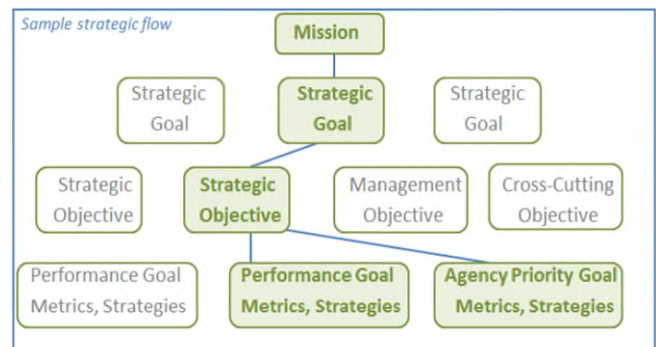 Sample strategic flow
Mission
Strategic
Goal
Strategic
Goal
Strategic
Goal
Strategic
Objective
Strategic
Objective
Management
Objective
Cross-Cutting
Objective
Performance Goal
Metrics, Strategies
Performance Goal
Metrics, Strategies
Agency Priority Goal
Metrics, Strategies